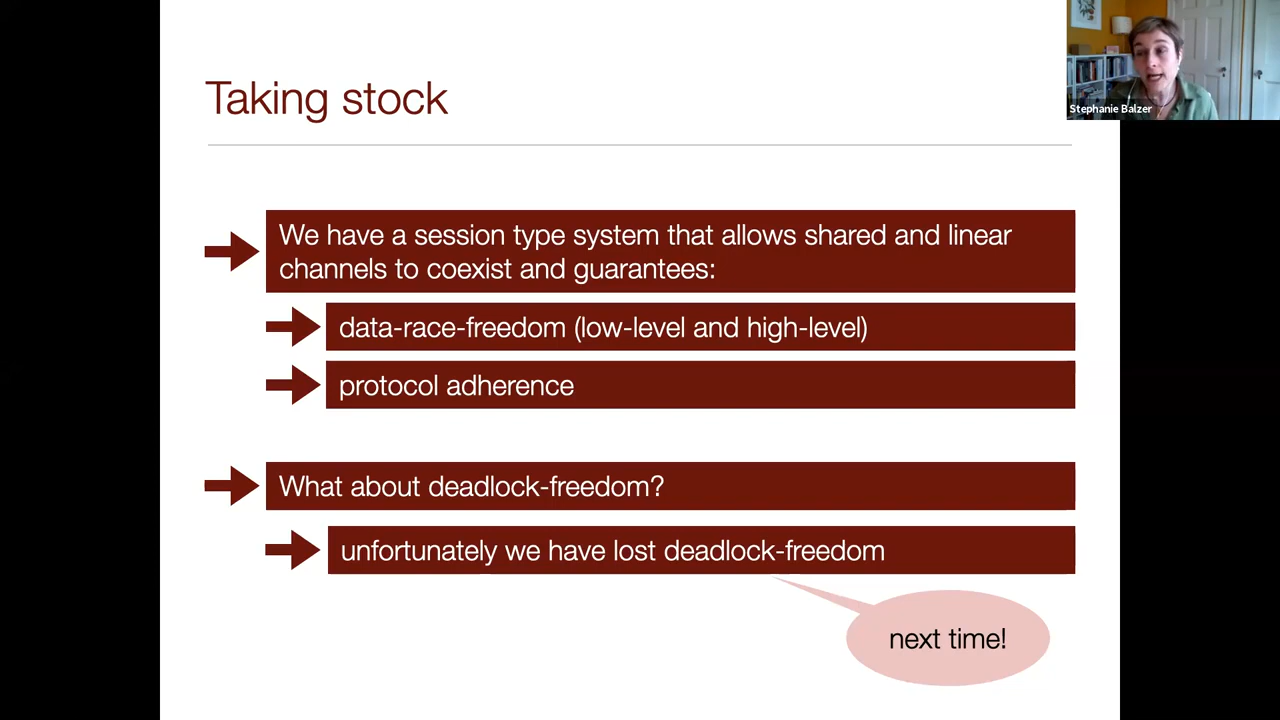 Stephanie Balzer
Taking stock
We have a session type system that allows shared and linear
channels to coexist and guarantees:
data-race-freedom (low-level and high-level)
protocol adherence
What about deadlock-freedom?
unfortunately we have lost deadlock-freedom
next time!